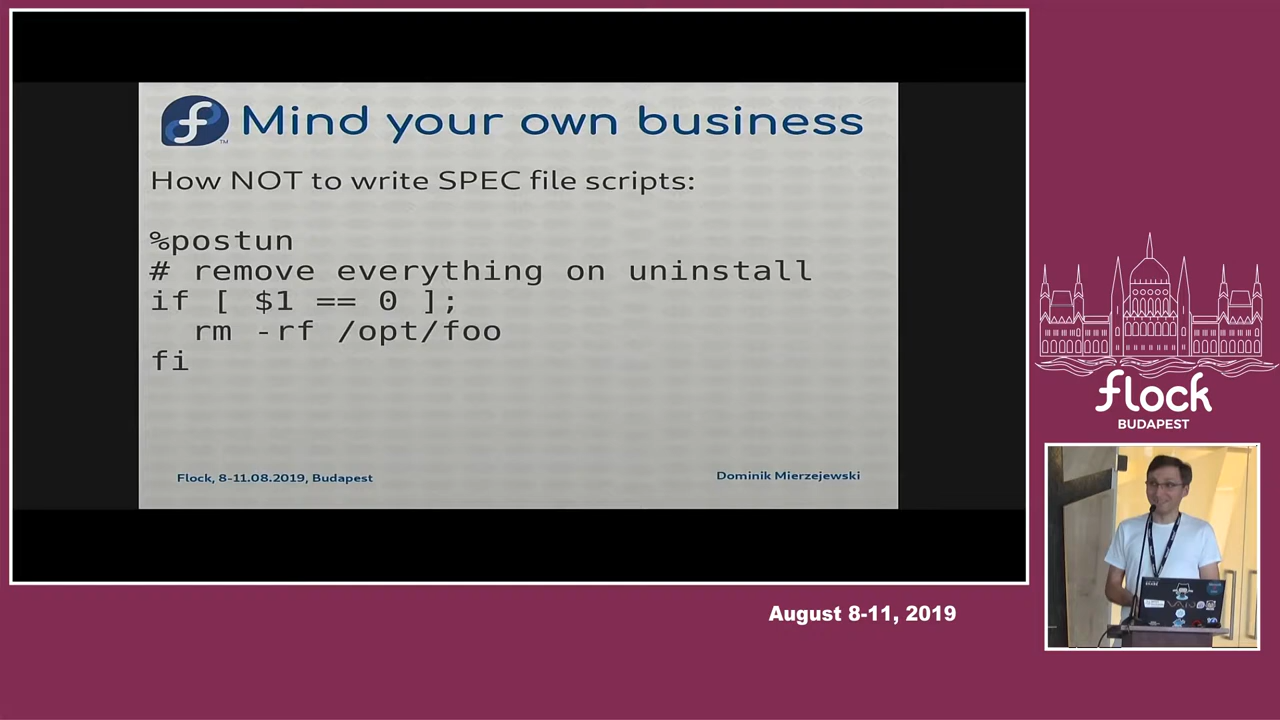 Mind your own business
How NOT to write SPEC file scripts:
%postun
# remove everything on uninstall
if [ $1 == 0 ];
rm -rf /opt/foo
fi
Flock, 8-11.08.2019, Budapest
Dominik Mierzejewski
flock
BUDAPEST
August 8-11, 2019